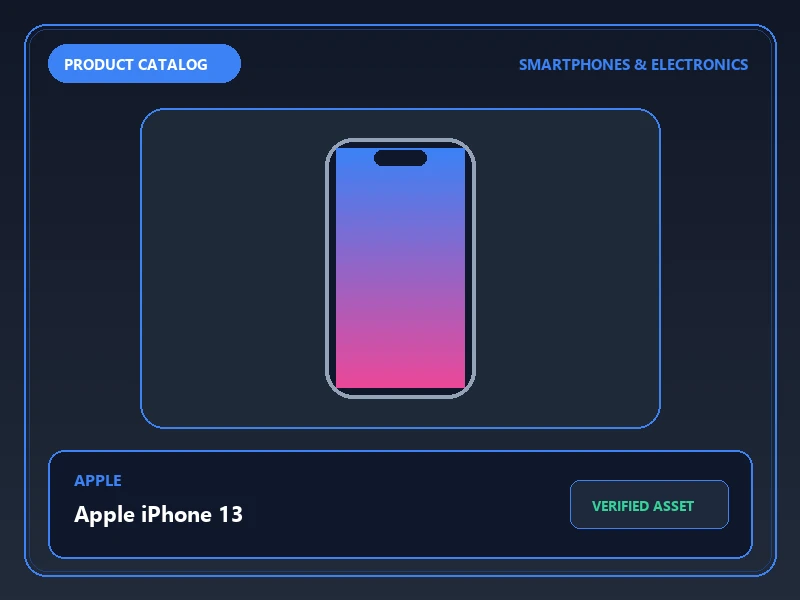 PRODUCT CATALOG
SMARTPHONES & ELECTRONICS
APPLE
Apple iPhone 13
VERIFIED ASSET